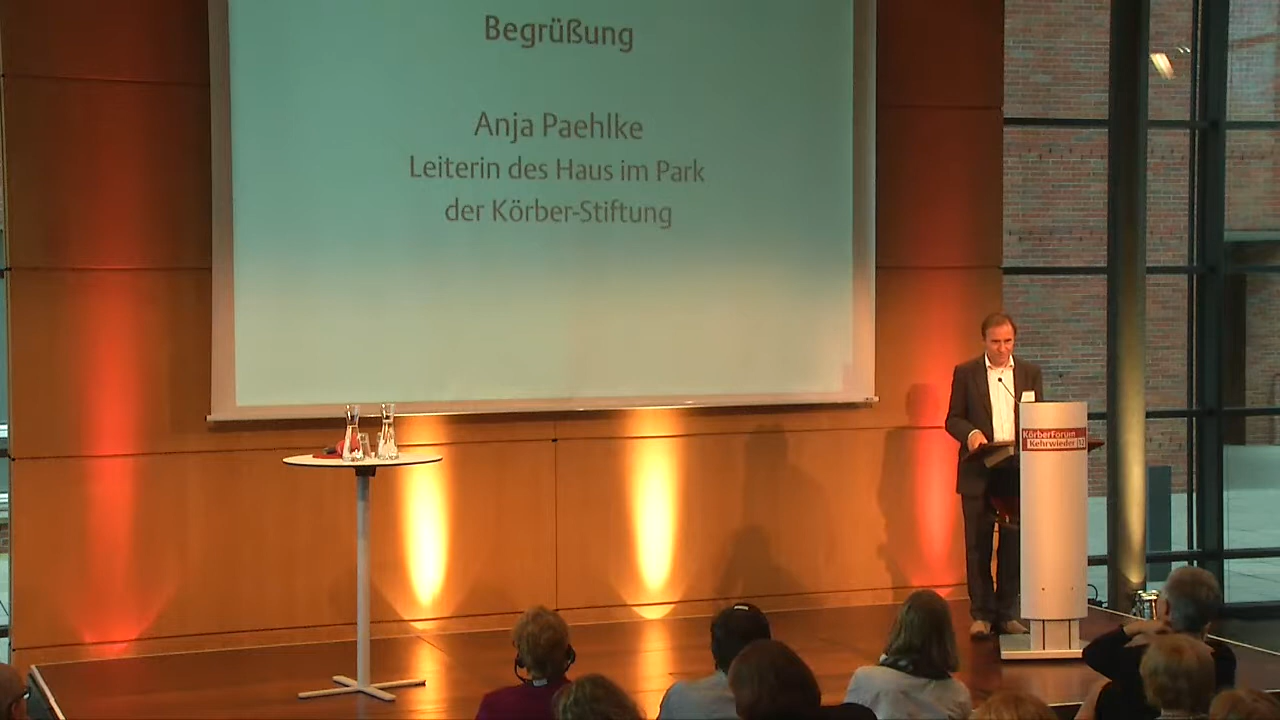 Begrüßung
Anja Paehlke
Leiterin des Haus im Park
der Körber-Stiftung
KörberForum
Kehrwieder 12